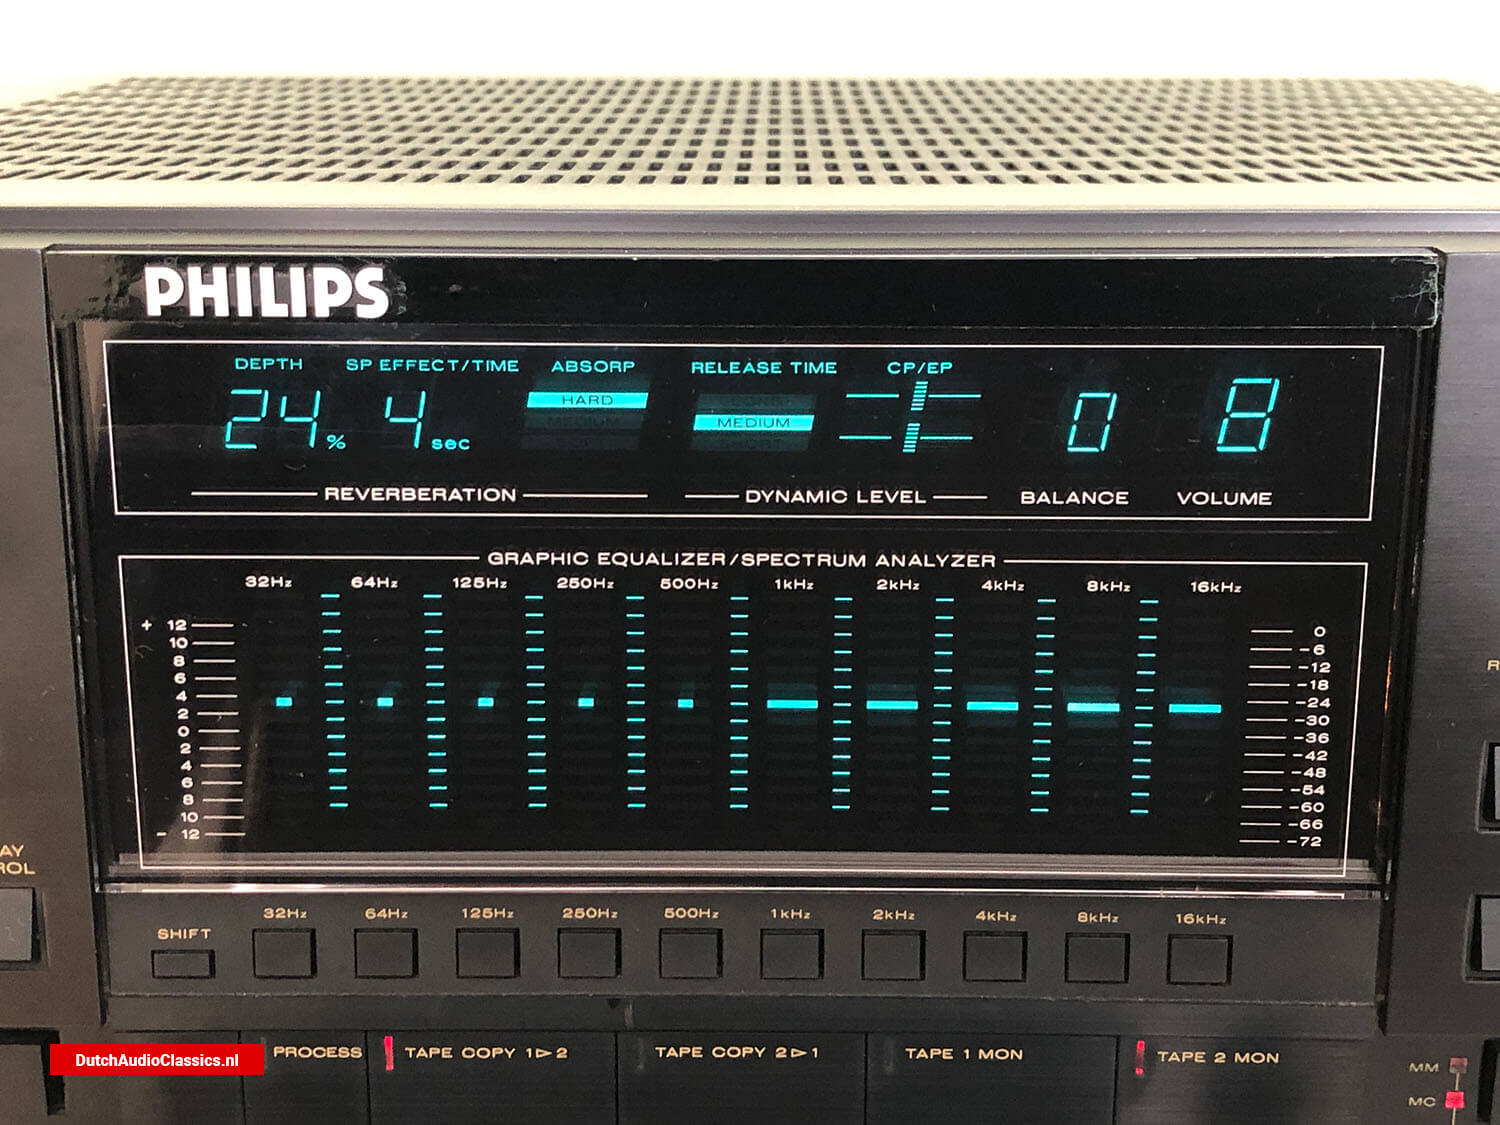 PHILIPS
DEPTH SP EFFECT/TIME ABSORP RELEASE TIME CP/EP
24 % 4 sec HARD MEDIUM 0 8
MEDIUM
REVERBERATION DYNAMIC LEVEL BALANCE VOLUME
GRAPHIC EQUALIZER/SPECTRUM ANALYZER
32Hz 64Hz 125Hz 250Hz 500Hz 1kHz 2kHz 4kHz 8kHz 16kHz
+ 12 0
10 -6
8 -12
6 -18
4 -24
2 -30
0 -36
2 -42
4 -48
6 -54
8 -60
10 -66
- 12 -72
AY
ROL
R
SHIFT 32Hz 64Hz 125Hz 250Hz 500Hz 1kHz 2kHz 4kHz 8kHz 16kHz
DutchAudioClassics.nl PROCESS TAPE COPY 1▷2 TAPE COPY 2▷1 TAPE 1 MON TAPE 2 MON
MM
MC